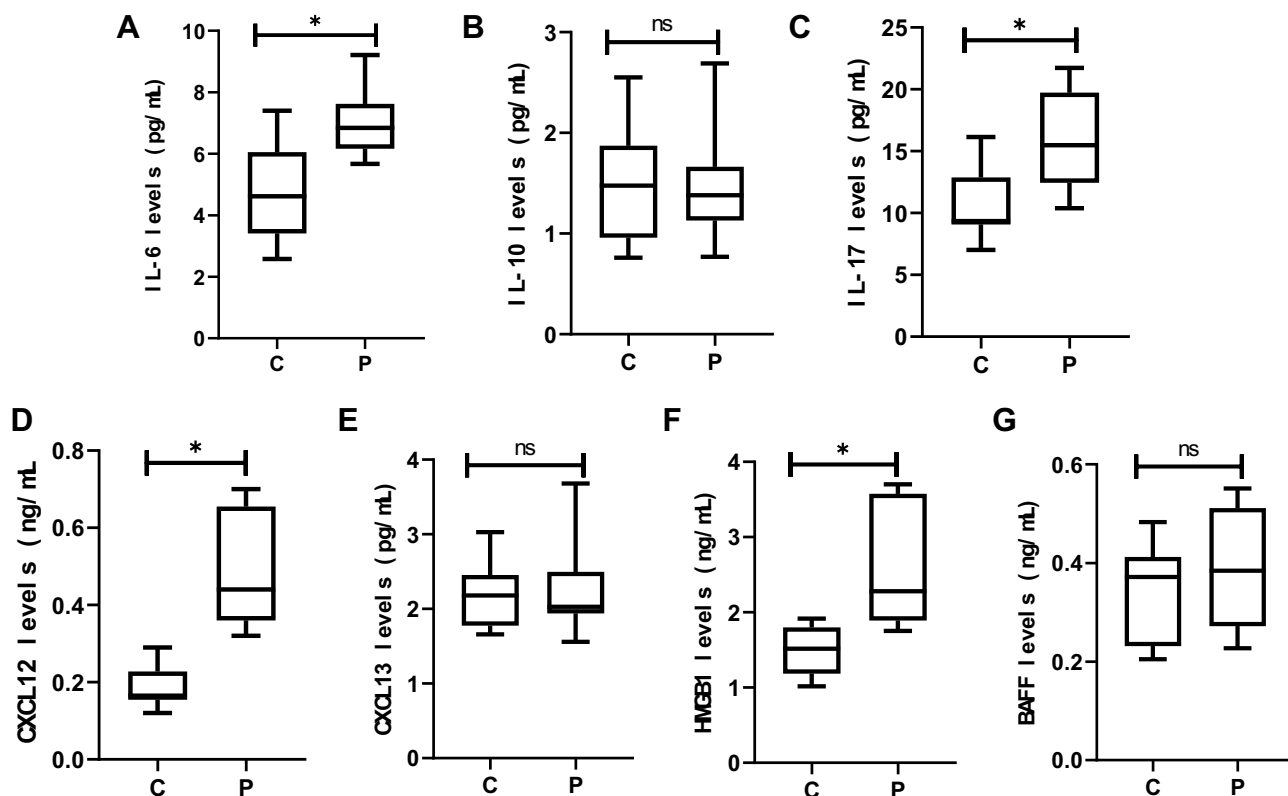 A
IL-6 levels (pg/mL)
10
8
6
4
2
0
*
C P
B
IL-10 levels (pg/mL)
3
2
1
0
ns
C P
C
IL-17 levels (pg/mL)
25
20
15
10
5
0
*
C P
D
CXCL12 levels (ng/mL
0.8
0.6
0.4
0.2
0.0
*
C P
E
CXCL13 levels (pg/mL)
4
3
2
1
0
ns
C P
F
HMGB1 levels (ng/mL)
4
3
2
1
0
*
C P
G
BAFF levels (ng/mL)
0.6
0.4
0.2
0.0
ns
C P